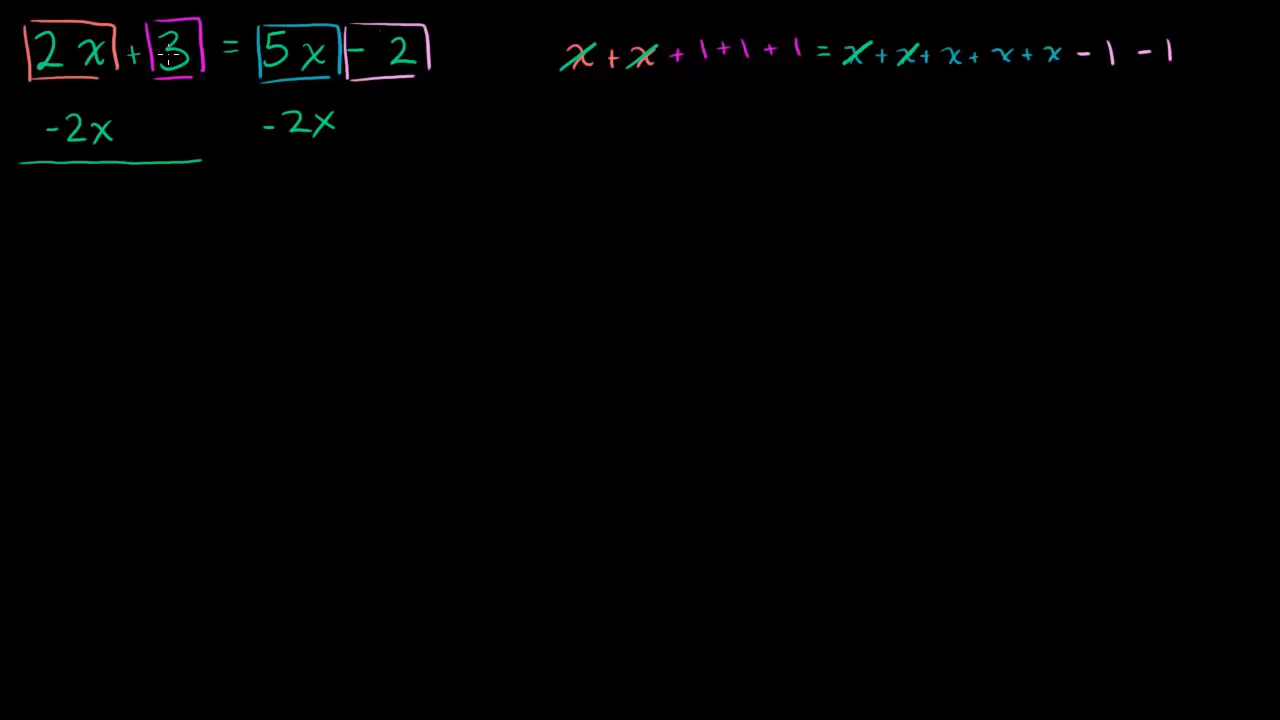 2x + 3 = 5x - 2
x + x + 1 + 1 + 1 = x + x + x + x + x - 1 - 1
-2x -2x